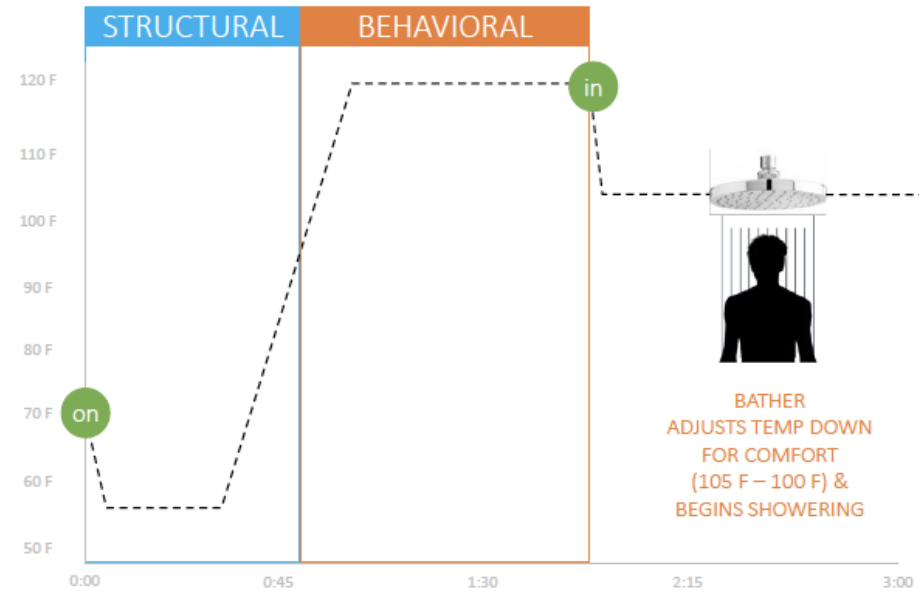 STRUCTURAL
BEHAVIORAL
120 F
110 F
100 F
90 F
80 F
70 F
60 F
50 F
on
in
BATHER
ADJUSTS TEMP DOWN
FOR COMFORT
(105 F – 100 F) &
BEGINS SHOWERING
0:00
0:45
1:30
2:15
3:00